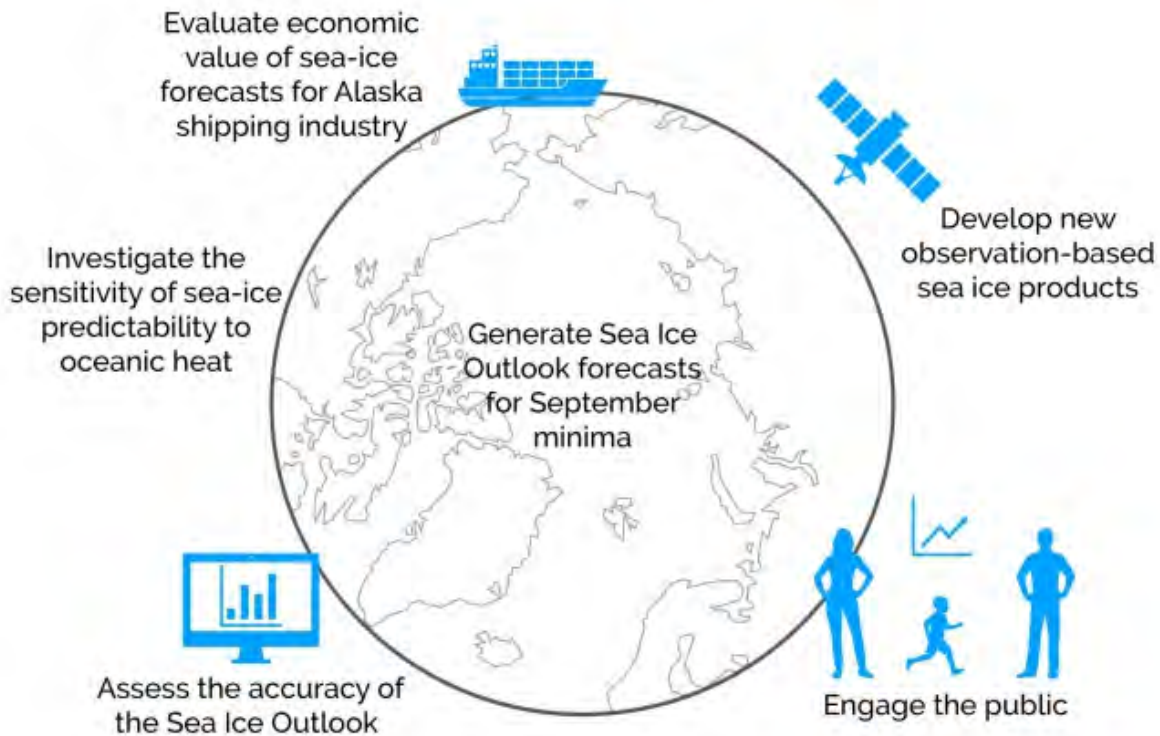 Evaluate economic
value of sea-ice
forecasts for Alaska
shipping industry
Develop new
observation-based
sea ice products
Investigate the
sensitivity of sea-ice
predictability to
oceanic heat
Generate Sea Ice
Outlook forecasts
for September
minima
Assess the accuracy of
the Sea Ice Outlook
Engage the public